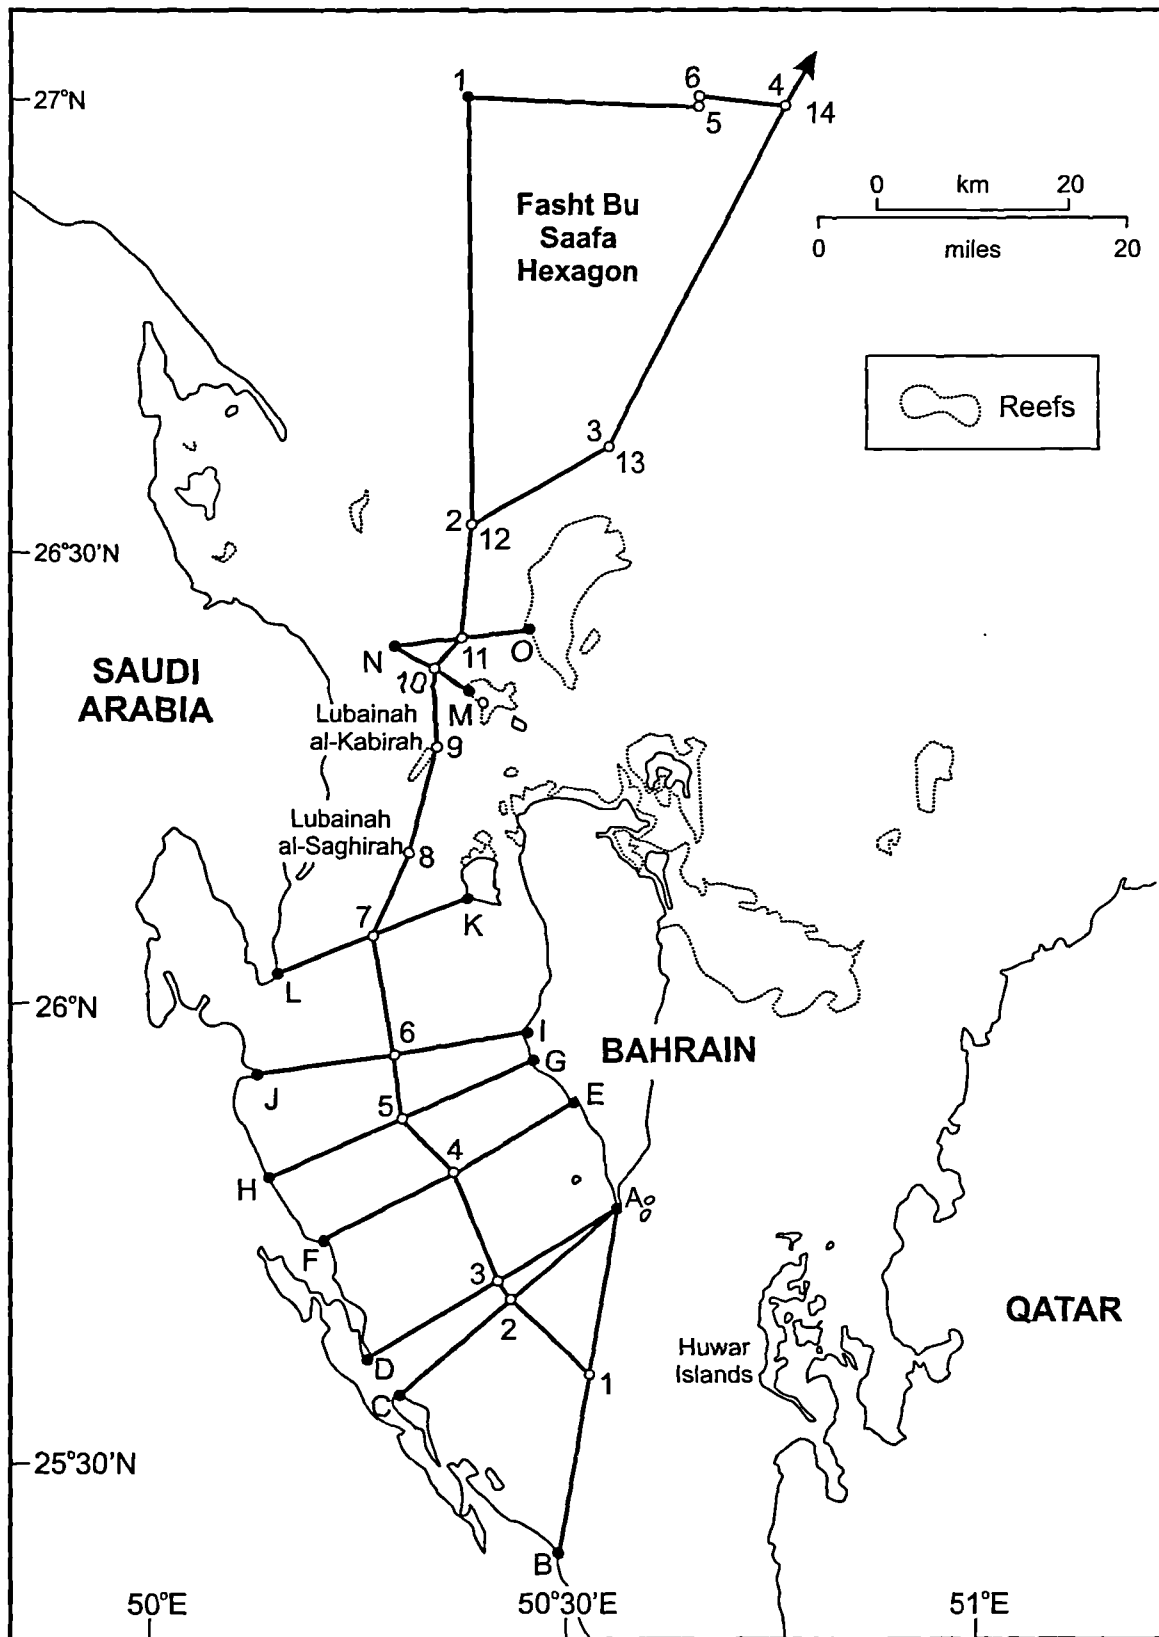 1
6
5
4
14
27°N
0 km 20
0 miles 20
Fasht Bu
Saafa
Hexagon
Reefs
3
13
2
12
26°30'N
N
11
O
10
M
SAUDI
ARABIA
Lubainah
al-Kabirah
9
Lubainah
al-Saghirah
8
7
K
L
26°N
6
I
BAHRAIN
G
J
E
5
4
H
A
F
3
2
QATAR
Huwar
Islands
D
1
C
25°30'N
B
50°E
50°30'E
51°E